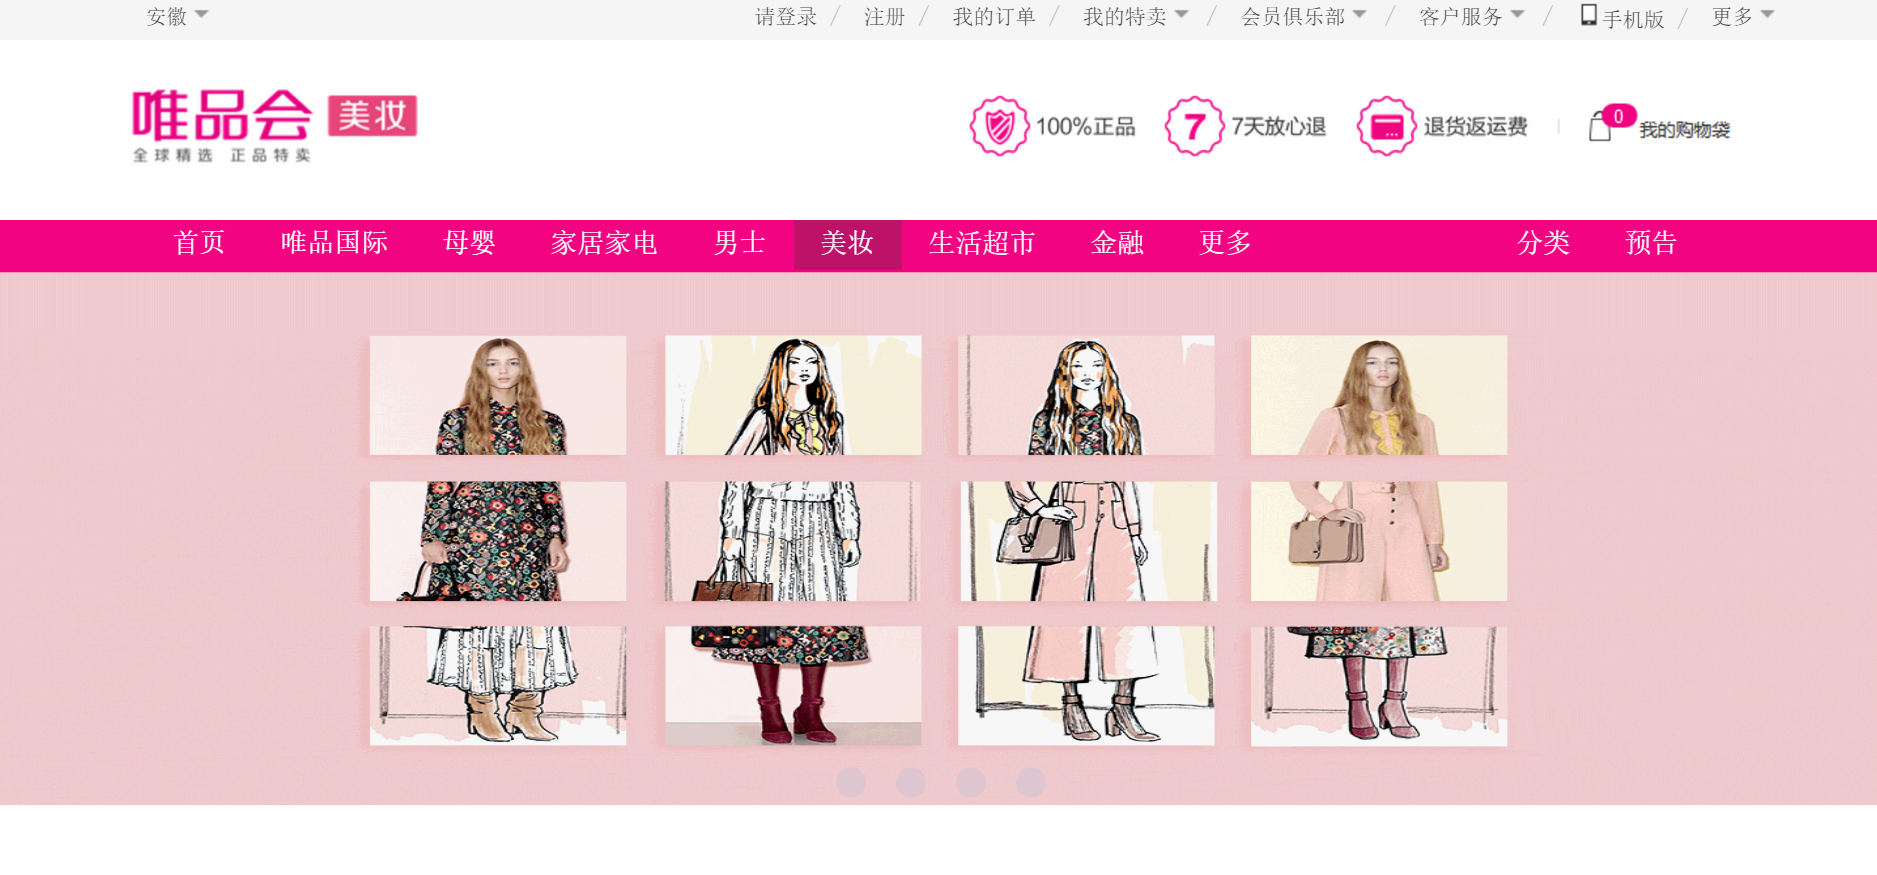 安徽 请登录 / 注册 / 我的订单 / 我的特卖 / 会员俱乐部 / 客户服务 / 手机版 / 更多
唯品会 美妆
全球精选 正品特卖
100%正品 7 7天放心退 退货返运费 | 0 我的购物袋
首页 唯品国际 母婴 家居家电 男士 美妆 生活超市 金融 更多 分类 预告